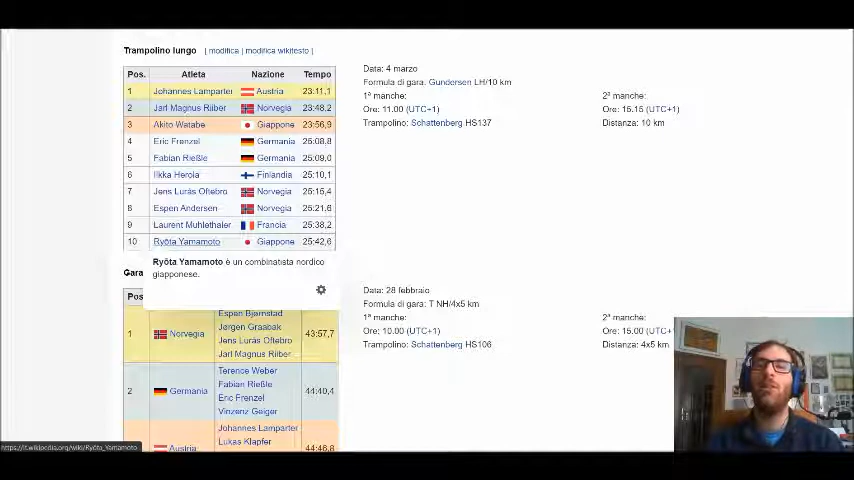 Trampolino lungo [ modifica | modifica wikitesto ]
Pos. Atleta Nazione Tempo
1 Johannes Lamparter Austria 23:11,1
2 Jarl Magnus Riiber Norvegia 23:48,2
3 Akito Watabe Giappone 23:56,9
4 Eric Frenzel Germania 25:08,8
5 Fabian Rießle Germania 25:09,0
6 Ilkka Herola Finlandia 25:10,1
7 Jens Lurås Oftebro Norvegia 25:15,4
8 Espen Andersen Norvegia 25:21,6
9 Laurent Muhlethaler Francia 25:38,2
10 Ryōta Yamamoto Giappone 25:42,6
Data: 4 marzo
Formula di gara: Gundersen LH/10 km
1ª manche:
Ore: 11.00 (UTC+1)
Trampolino: Schattenberg HS137
2ª manche:
Ore: 15.15 (UTC+1)
Distanza: 10 km
Ryōta Yamamoto è un combinatista nordico
giapponese.
Gara
Pos
1 Norvegia
Espen Bjørnstad
Jørgen Graabak
Jens Lurås Oftebro
Jarl Magnus Riiber
43:57,7
2 Germania
Terence Weber
Fabian Rießle
Eric Frenzel
Vinzenz Geiger
44:40,4
Austria
Johannes Lamparter
Lukas Klapfer
44:46,8
Data: 28 febbraio
Formula di gara: T NH/4x5 km
1ª manche:
Ore: 10.00 (UTC+1)
Trampolino: Schattenberg HS106
2ª manche:
Ore: 15.00 (UTC+
Distanza: 4x5 km
https://it.wikipedia.org/wiki/Ryōta_Yamamoto